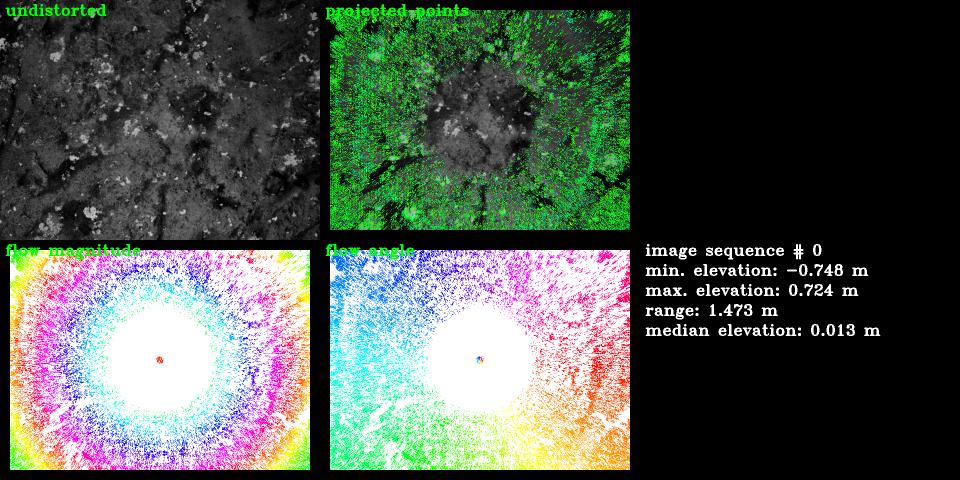 undistorted
projected points
flow magnitude
flow angle
image sequence # 0
min. elevation: -0.748 m
max. elevation: 0.724 m
range: 1.473 m
median elevation: 0.013 m